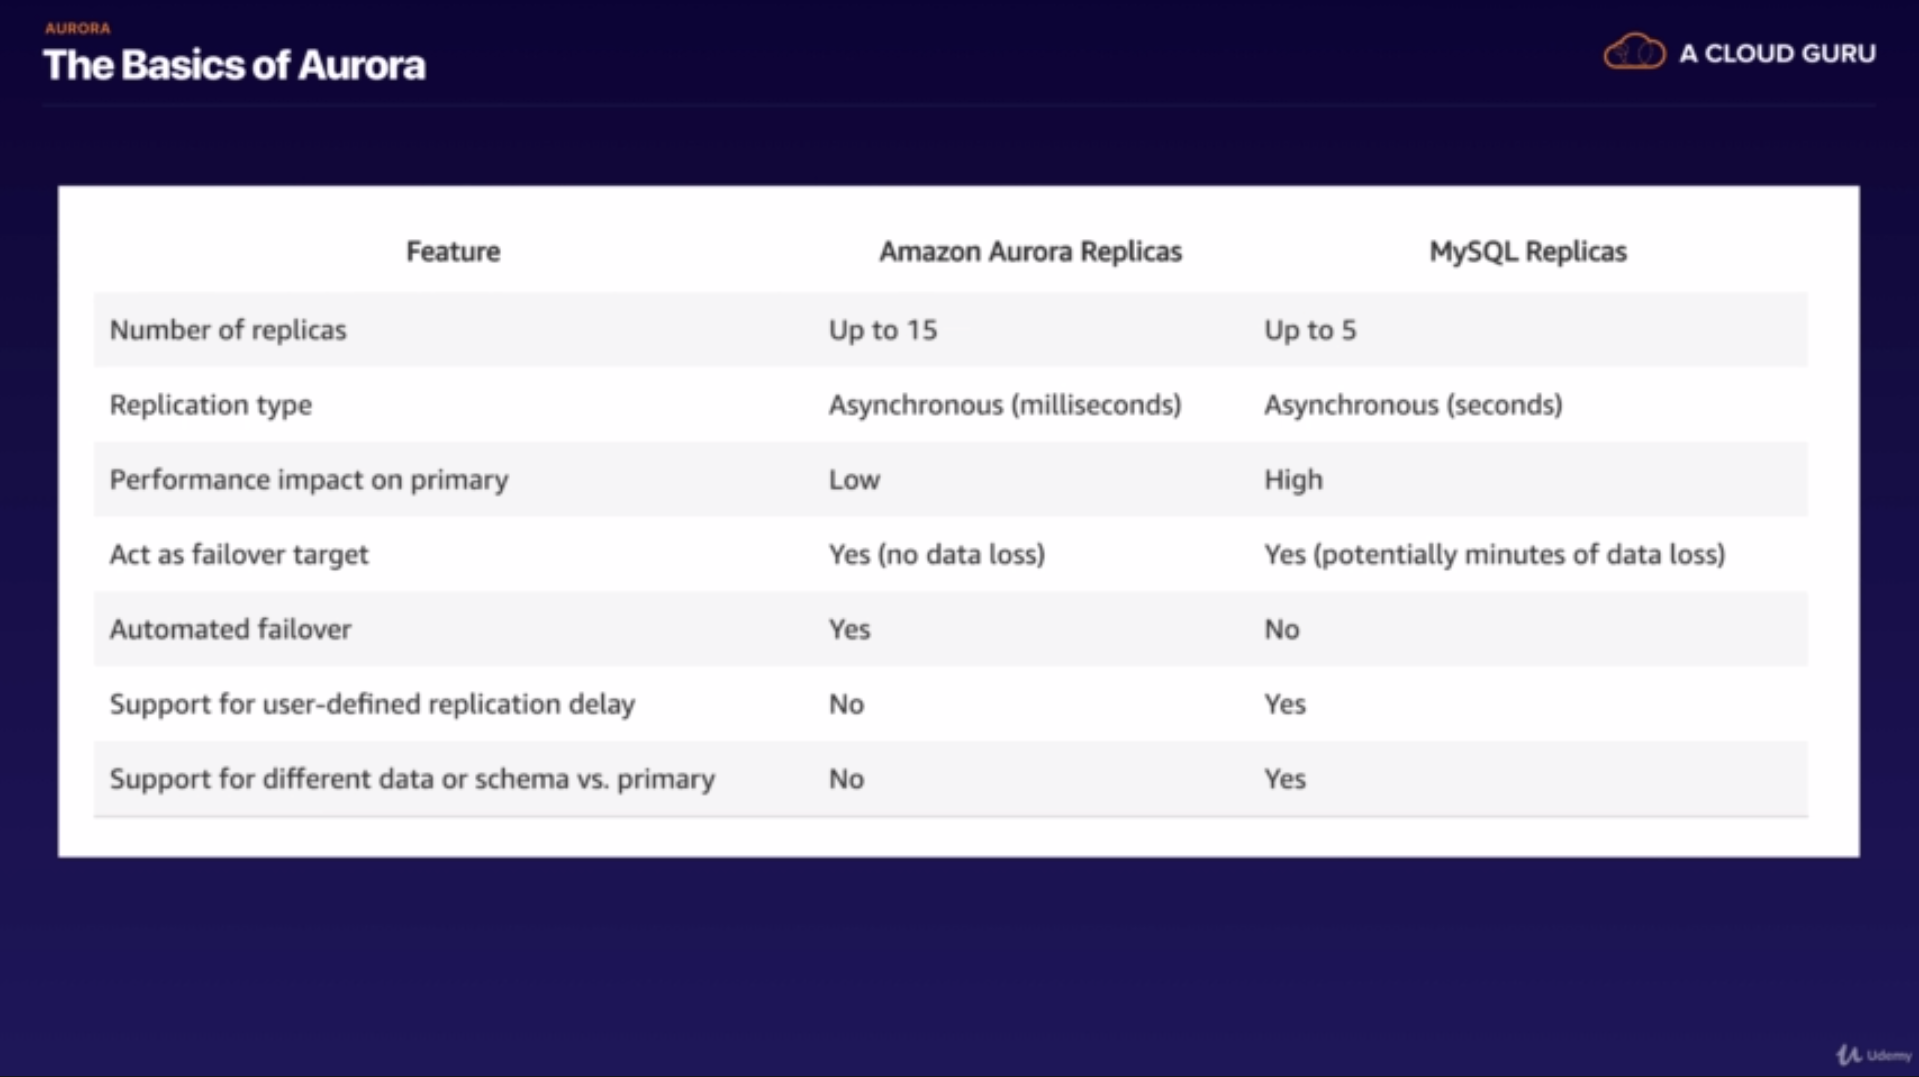 AURORA
The Basics of Aurora
A CLOUD GURU
Feature Amazon Aurora Replicas MySQL Replicas
Number of replicas Up to 15 Up to 5
Replication type Asynchronous (milliseconds) Asynchronous (seconds)
Performance impact on primary Low High
Act as failover target Yes (no data loss) Yes (potentially minutes of data loss)
Automated failover Yes No
Support for user-defined replication delay No Yes
Support for different data or schema vs. primary No Yes
Udemy